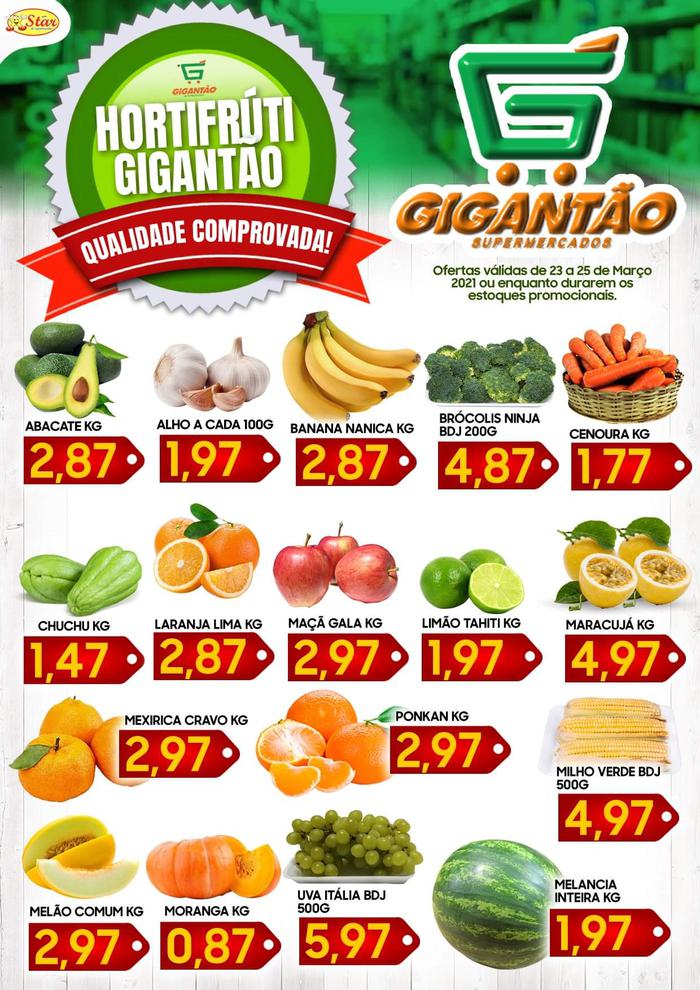 Star
GIGANTÃO
HORTIFRÚTI
GIGANTÃO
QUALIDADE COMPROVADA!
GIGANTÃO
SUPERMERCADOS
Ofertas válidas de 23 a 25 de Março
2021 ou enquanto durarem os
estoques promocionais.
ABACATE KG
2,87
ALHO A CADA 100G
1,97
BANANA NANICA KG
2,87
BRÓCOLIS NINJA
BDJ 200G
4,87
CENOURA KG
1,77
CHUCHU KG
1,47
LARANJA LIMA KG
2,87
MAÇÃ GALA KG
2,97
LIMÃO TAHITI KG
1,97
MARACUJÁ KG
4,97
MEXIRICA CRAVO KG
2,97
PONKAN KG
2,97
MILHO VERDE BDJ
500G
4,97
MELÃO COMUM KG
2,97
MORANGA KG
0,87
UVA ITÁLIA BDJ
500G
5,97
MELANCIA
INTEIRA KG
1,97